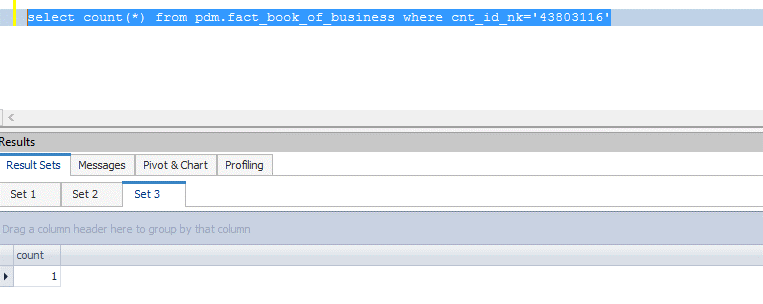 select count(*) from pdm.fact_book_of_business where cnt_id_nk='43803116'
Results
Result Sets Messages Pivot & Chart Profiling
Set 1 Set 2 Set 3
Drag a column header here to group by that column
count
1